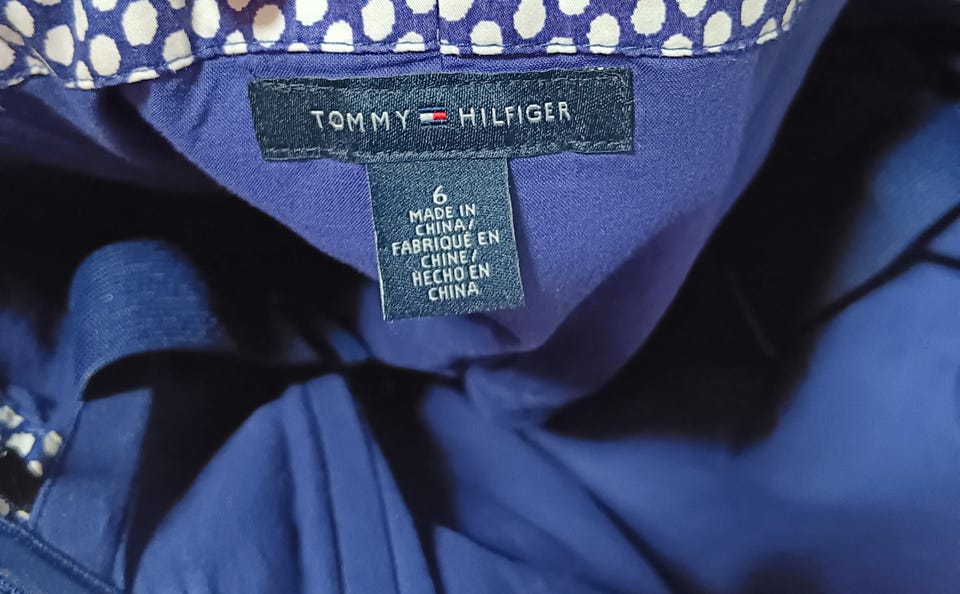 TOMMY HILFIGER
6
MADE IN
CHINA/
FABRIQUÉ EN
CHINE/
HECHO EN
CHINA